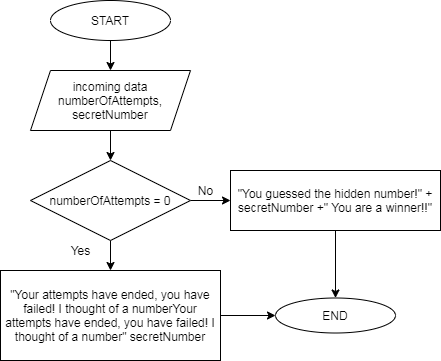 START
incoming data
numberOfAttempts,
secretNumber
numberOfAttempts = 0
No
"You guessed the hidden number!" +
secretNumber +" You are a winner!!"
Yes
"Your attempts have ended, you have
failed! I thought of a numberYour
attempts have ended, you have failed! I
thought of a number" secretNumber
END